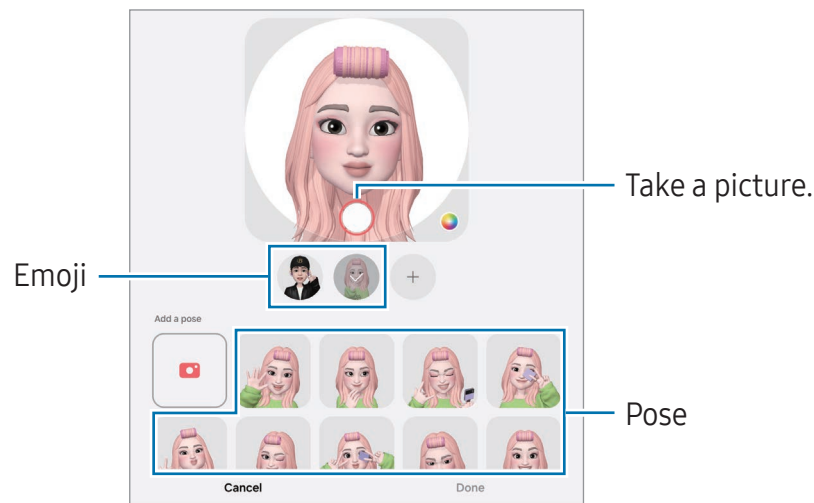 Take a picture.
Emoji
+
Add a pose
Pose
Cancel
Done